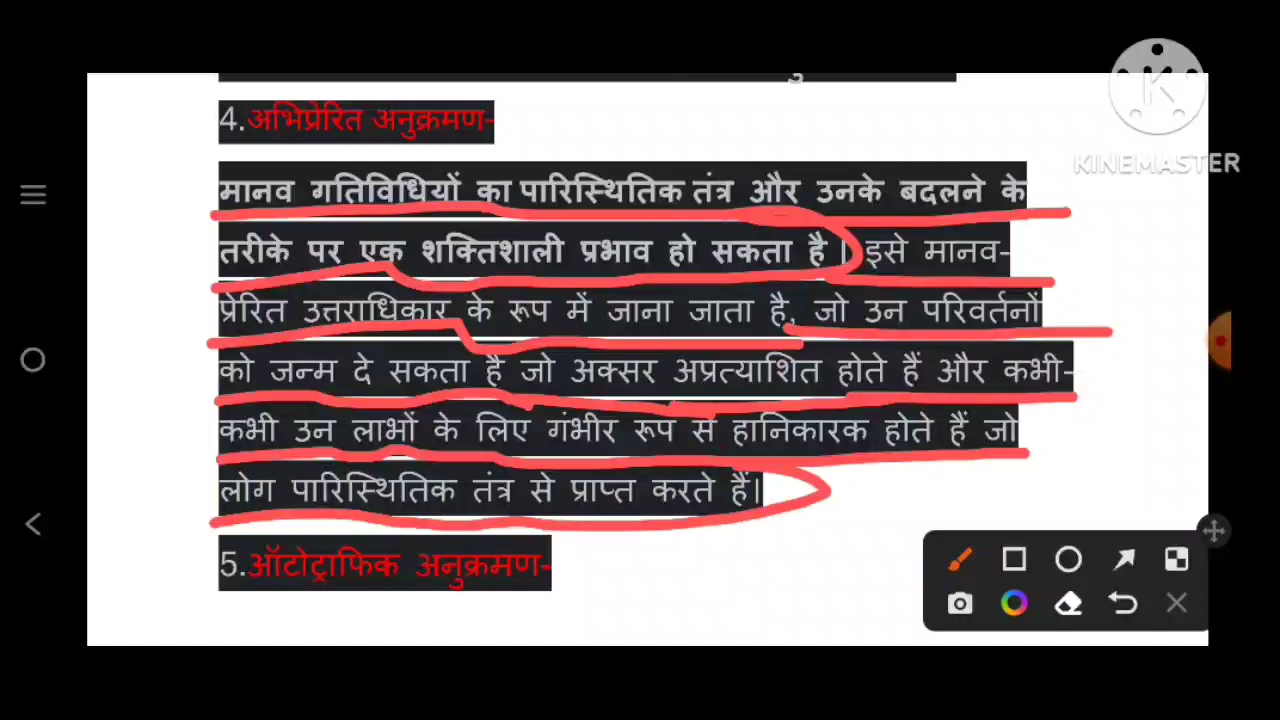 4.अभिप्रेरित अनुक्रमण-
KINEMASTER
मानव गतिविधियों का पारिस्थितिक तंत्र और उनके बदलने के
तरीके पर एक शक्तिशाली प्रभाव हो सकता है। इसे मानव-
प्रेरित उत्तराधिकार के रूप में जाना जाता है, जो उन परिवर्तनों
को जन्म दे सकता है जो अक्सर अप्रत्याशित होते हैं और कभी-
कभी उन लाभों के लिए गंभीर रूप से हानिकारक होते हैं जो
लोग पारिस्थितिक तंत्र से प्राप्त करते हैं।
5.ऑटोट्राफिक अनुक्रमण-